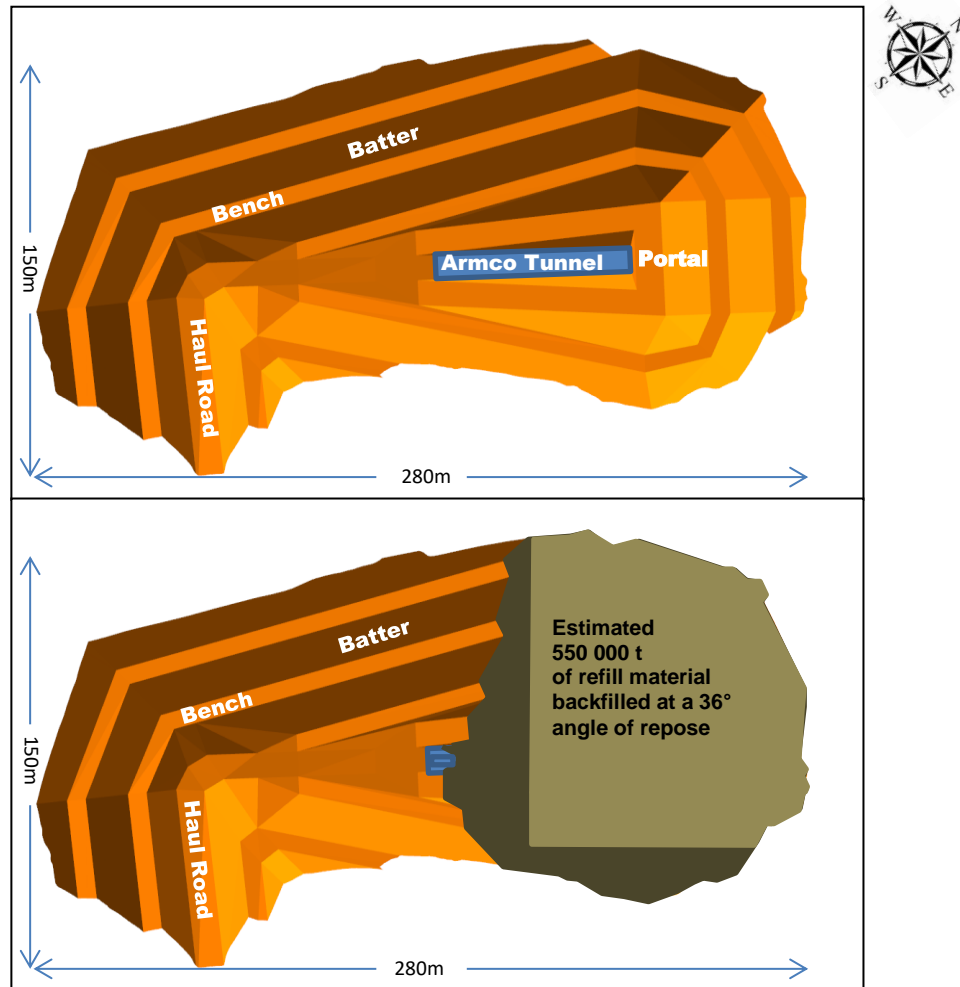 W
N
S
E
Batter
Bench
Armco Tunnel
Portal
Haul Road
150m
280m
Estimated
550 000 t
of refill material
backfilled at a 36°
angle of repose
Batter
Bench
Haul Road
150m
280m